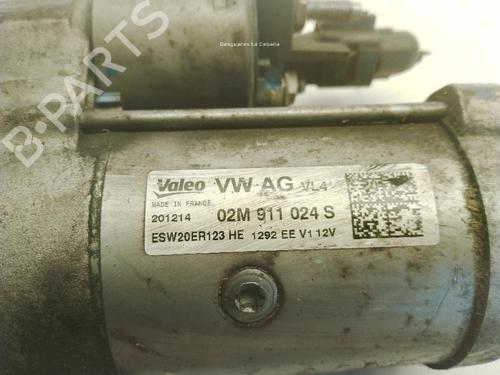 Desguaces La Cabaña
B-PARTS
Valeo VW AG VL4
MADE IN FRANCE
201214 02M 911 024 S
ESW20ER123 HE 1292 EE V1 12V